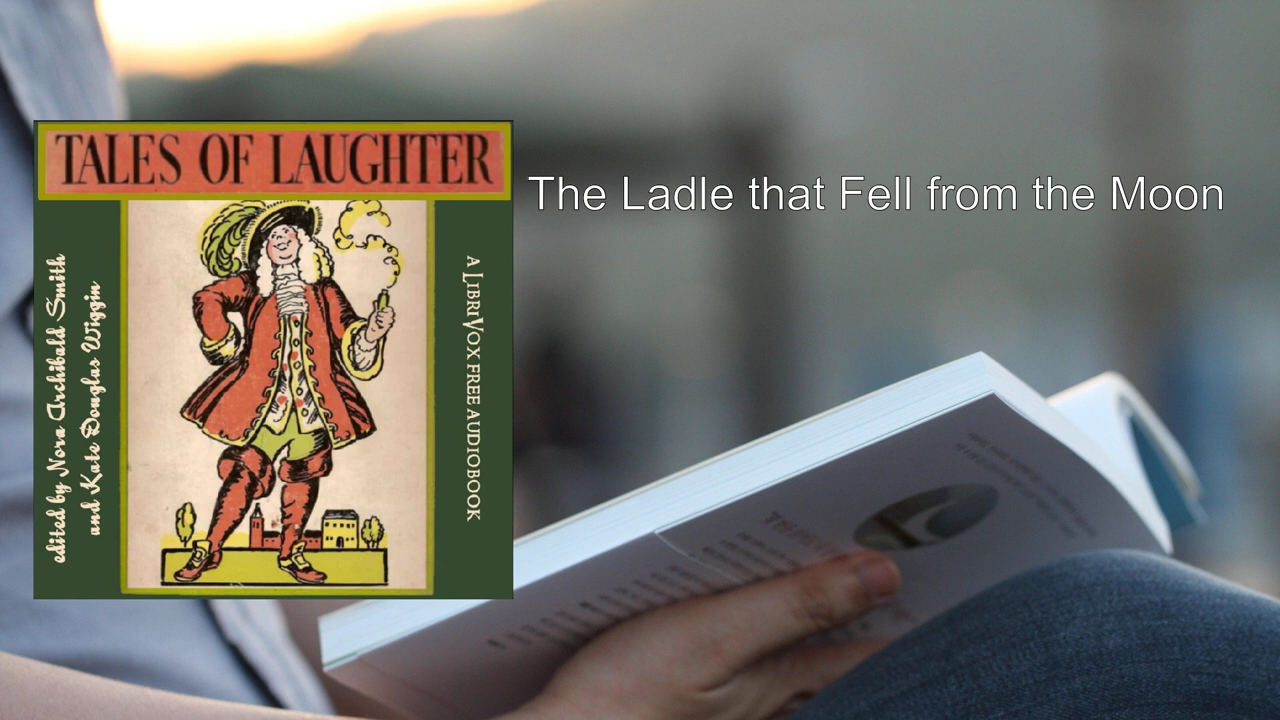 TALES OF LAUGHTER
edited by Nora Archibald Smith
and Kate Douglas Wiggin
A LIBRIVOX FREE AUDIOBOOK
The Ladle that Fell from the Moon